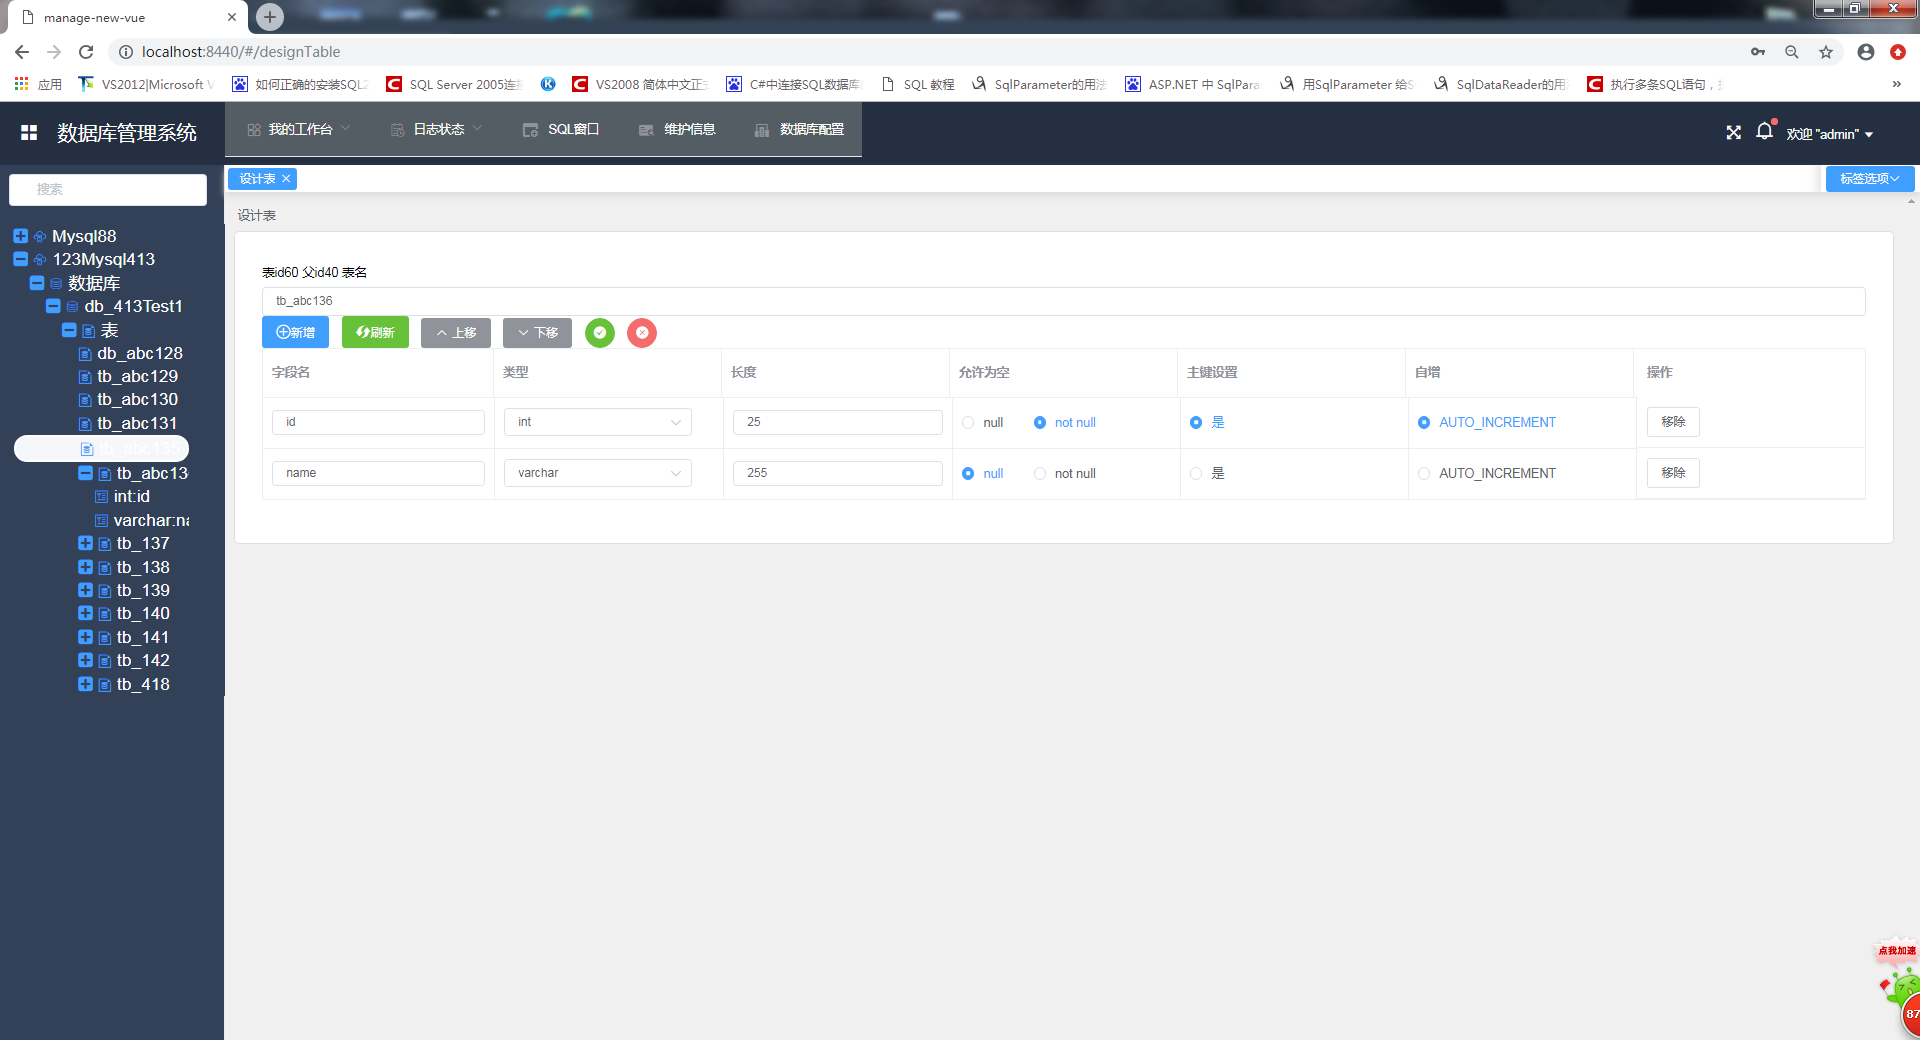 manage-new-vue
localhost:8440/#/designTable
应用
VS2012|Microsoft V
如何正确的安装SQL2
SQL Server 2005连接
VS2008 简体中文正式
C#中连接SQL数据库
SQL 教程
SqlParameter的用法
ASP.NET 中 SqlPara
用SqlParameter 给S
SqlDataReader的用
执行多条SQL语句，
数据库管理系统
我的工作台
日志状态
SQL窗口
维护信息
数据库配置
欢迎 "admin"
搜索
设计表
标签选项
设计表
Mysql88
123Mysql413
数据库
db_413Test1
表
db_abc128
tb_abc129
tb_abc130
tb_abc131
tb_abc135
tb_abc13
int:id
varchar:na
tb_137
tb_138
tb_139
tb_140
tb_141
tb_142
tb_418
表id60 父id40 表名
tb_abc136
新增 刷新 上移 下移
字段名 类型 长度 允许为空 主键设置 自增 操作
id int 25 null not null 是 AUTO_INCREMENT 移除
name varchar 255 null not null 是 AUTO_INCREMENT 移除
点我加速
87